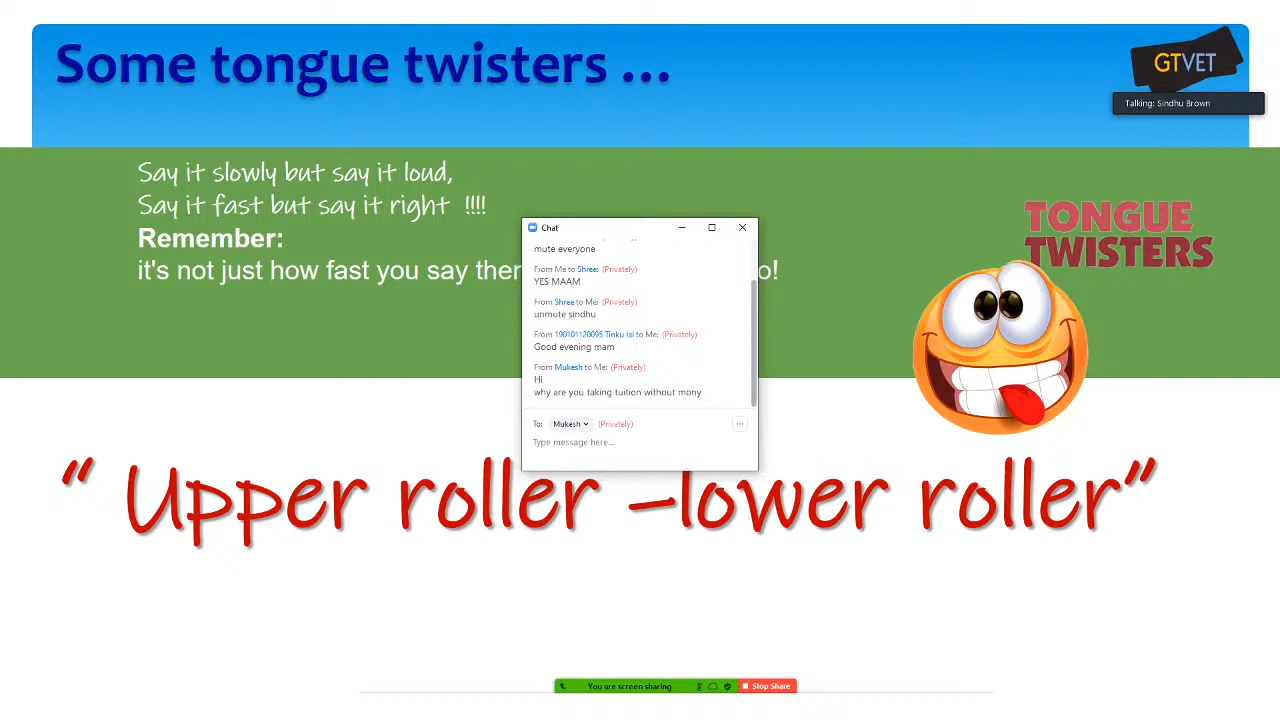 Some tongue twisters ...
GTVET
Talking: Sindhu Brown
Say it slowly but say it loud,
Say it fast but say it right !!!!
Remember:
it's not just how fast you say o!
TONGUE
TWISTERS
Chat
mute everyone
From Me to Shree: (Privately)
YES MAAM
From Shree to Me: (Privately)
unmute sindhu
From 190101120095 Tinku lal to Me: (Privately)
Good evening mam
From Mukesh to Me: (Privately)
Hi
why are you taking tuition without mony
To: Mukesh (Privately)
Type message here...
“ Upper roller –lower roller”
You are screen sharing
Stop Share